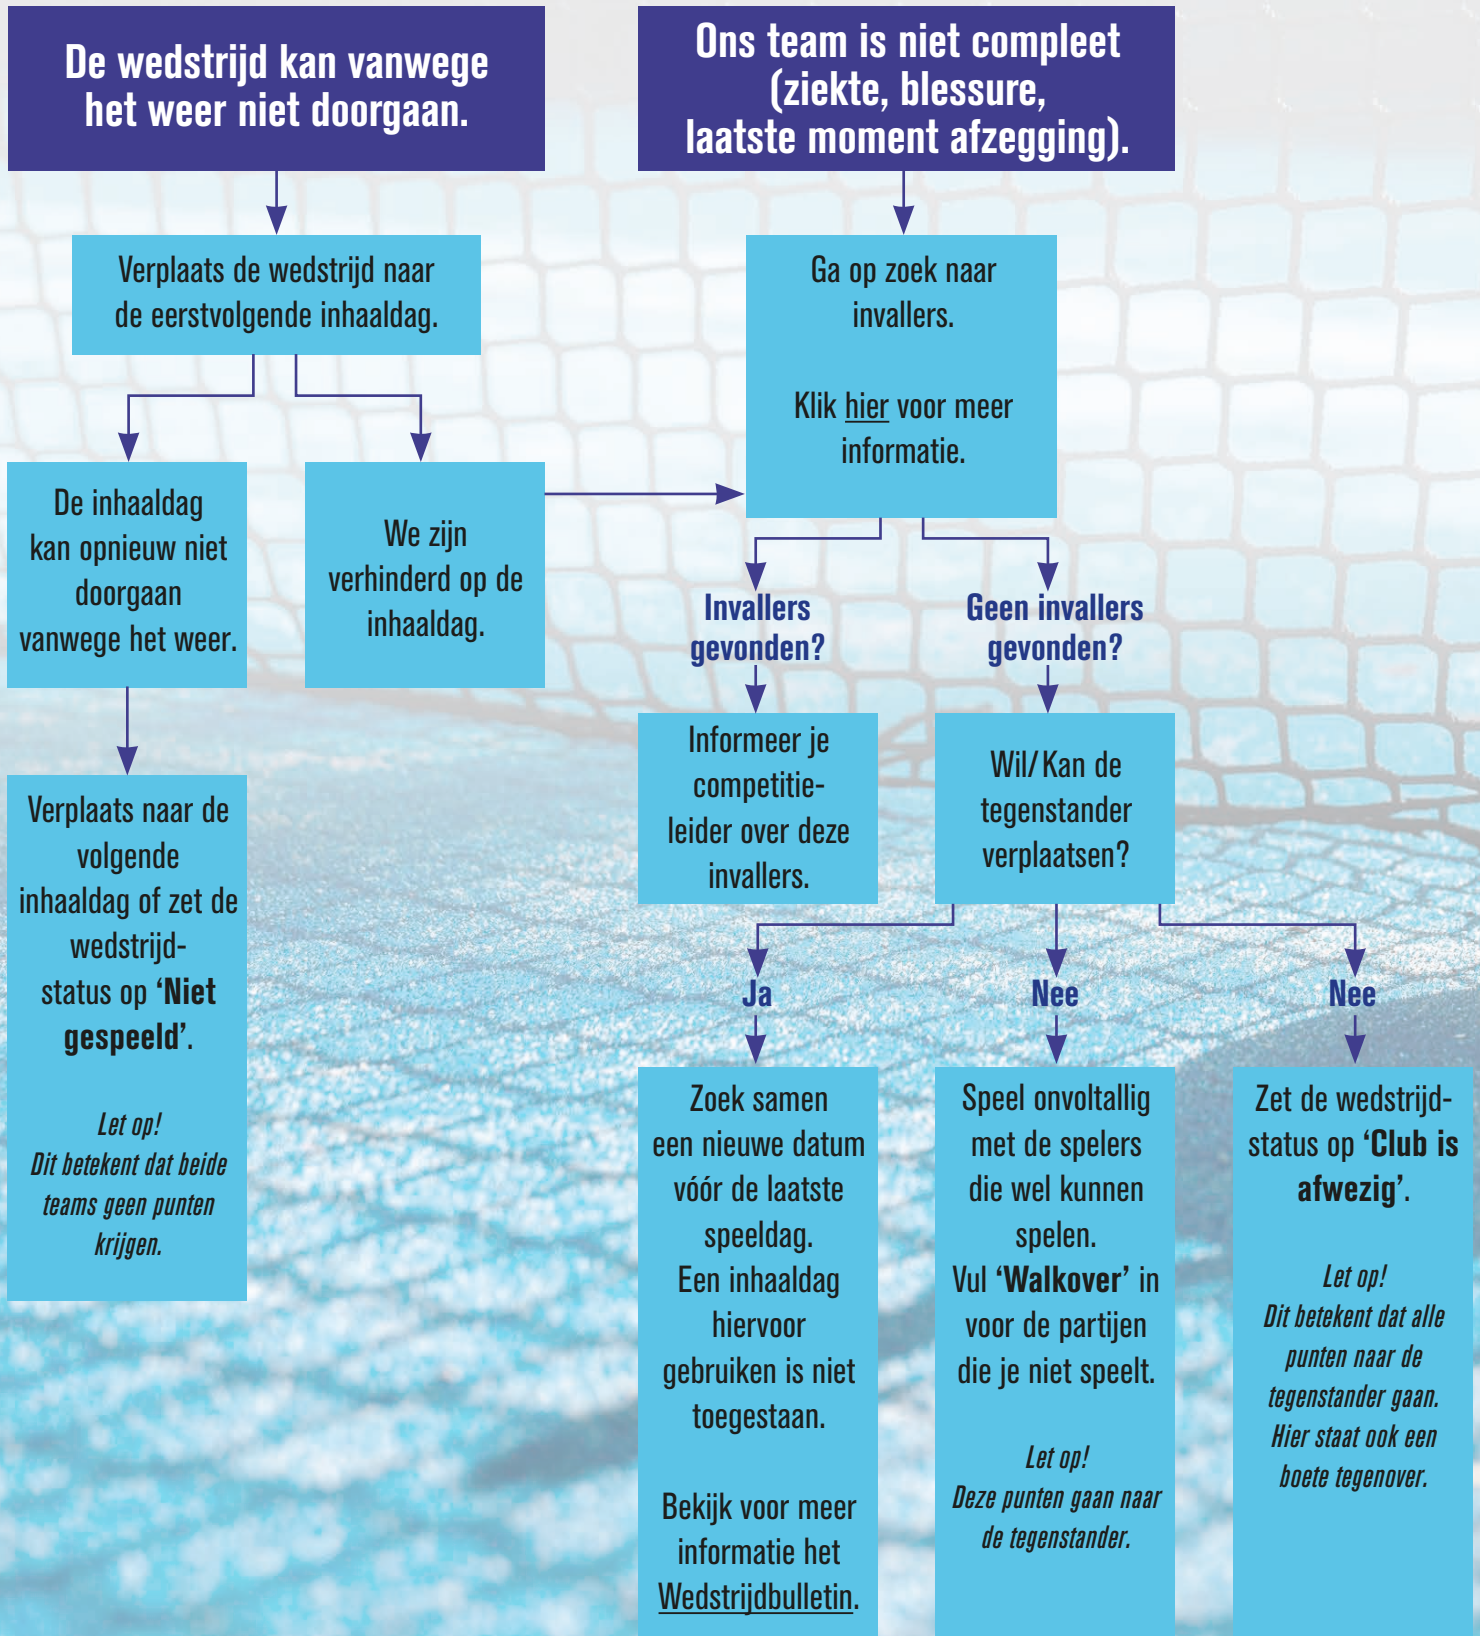 De wedstrijd kan vanwege
het weer niet doorgaan.
Verplaats de wedstrijd naar
de eerstvolgende inhaaldag.
De inhaaldag
kan opnieuw niet
doorgaan
vanwege het weer.
We zijn
verhinderd op de
inhaaldag.
Verplaats naar de
volgende
inhaaldag of zet de
wedstrijd-
status op ‘Niet
gespeeld’.
Let op!
Dit betekent dat beide
teams geen punten
krijgen.
Ons team is niet compleet
(ziekte, blessure,
laatste moment afzegging).
Ga op zoek naar
invallers.
Klik hier voor meer
informatie.
Invallers
gevonden?
Informeer je
competitie-
leider over deze
invallers.
Geen invallers
gevonden?
Wil/Kan de
tegenstander
verplaatsen?
Ja
Zoek samen
een nieuwe datum
vóór de laatste
speeldag.
Een inhaaldag
hiervoor
gebruiken is niet
toegestaan.
Bekijk voor meer
informatie het
Wedstrijdbulletin.
Nee
Speel onvoltallig
met de spelers
die wel kunnen
spelen.
Vul ‘Walkover’ in
voor de partijen
die je niet speelt.
Let op!
Deze punten gaan naar
de tegenstander.
Nee
Zet de wedstrijd-
status op ‘Club is
afwezig’.
Let op!
Dit betekent dat alle
punten naar de
tegenstander gaan.
Hier staat ook een
boete tegenover.